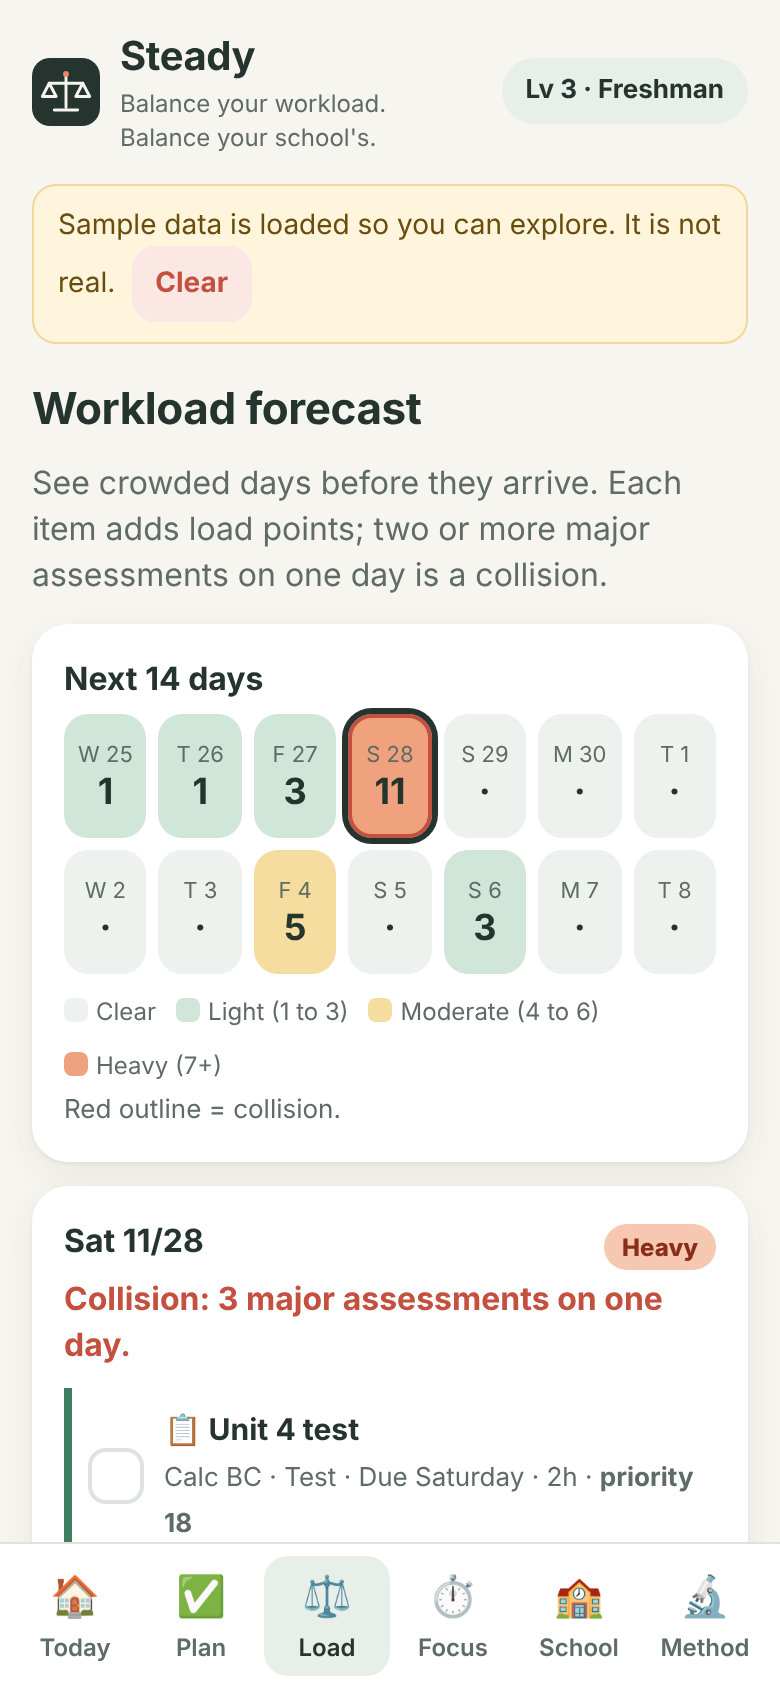 Steady
Balance your workload.
Balance your school's.
Lv 3 · Freshman
Sample data is loaded so you can explore. It is not
real. Clear
Workload forecast
See crowded days before they arrive. Each
item adds load points; two or more major
assessments on one day is a collision.
Next 14 days
W 25 T 26 F 27 S 28 S 29 M 30 T 1
1 1 3 11 · · ·
W 2 T 3 F 4 S 5 S 6 M 7 T 8
· · 5 · 3 · ·
Clear Light (1 to 3) Moderate (4 to 6)
Heavy (7+)
Red outline = collision.
Sat 11/28 Heavy
Collision: 3 major assessments on one
day.
📋 Unit 4 test
Calc BC · Test · Due Saturday · 2h · priority
18
Today Plan Load Focus School Method